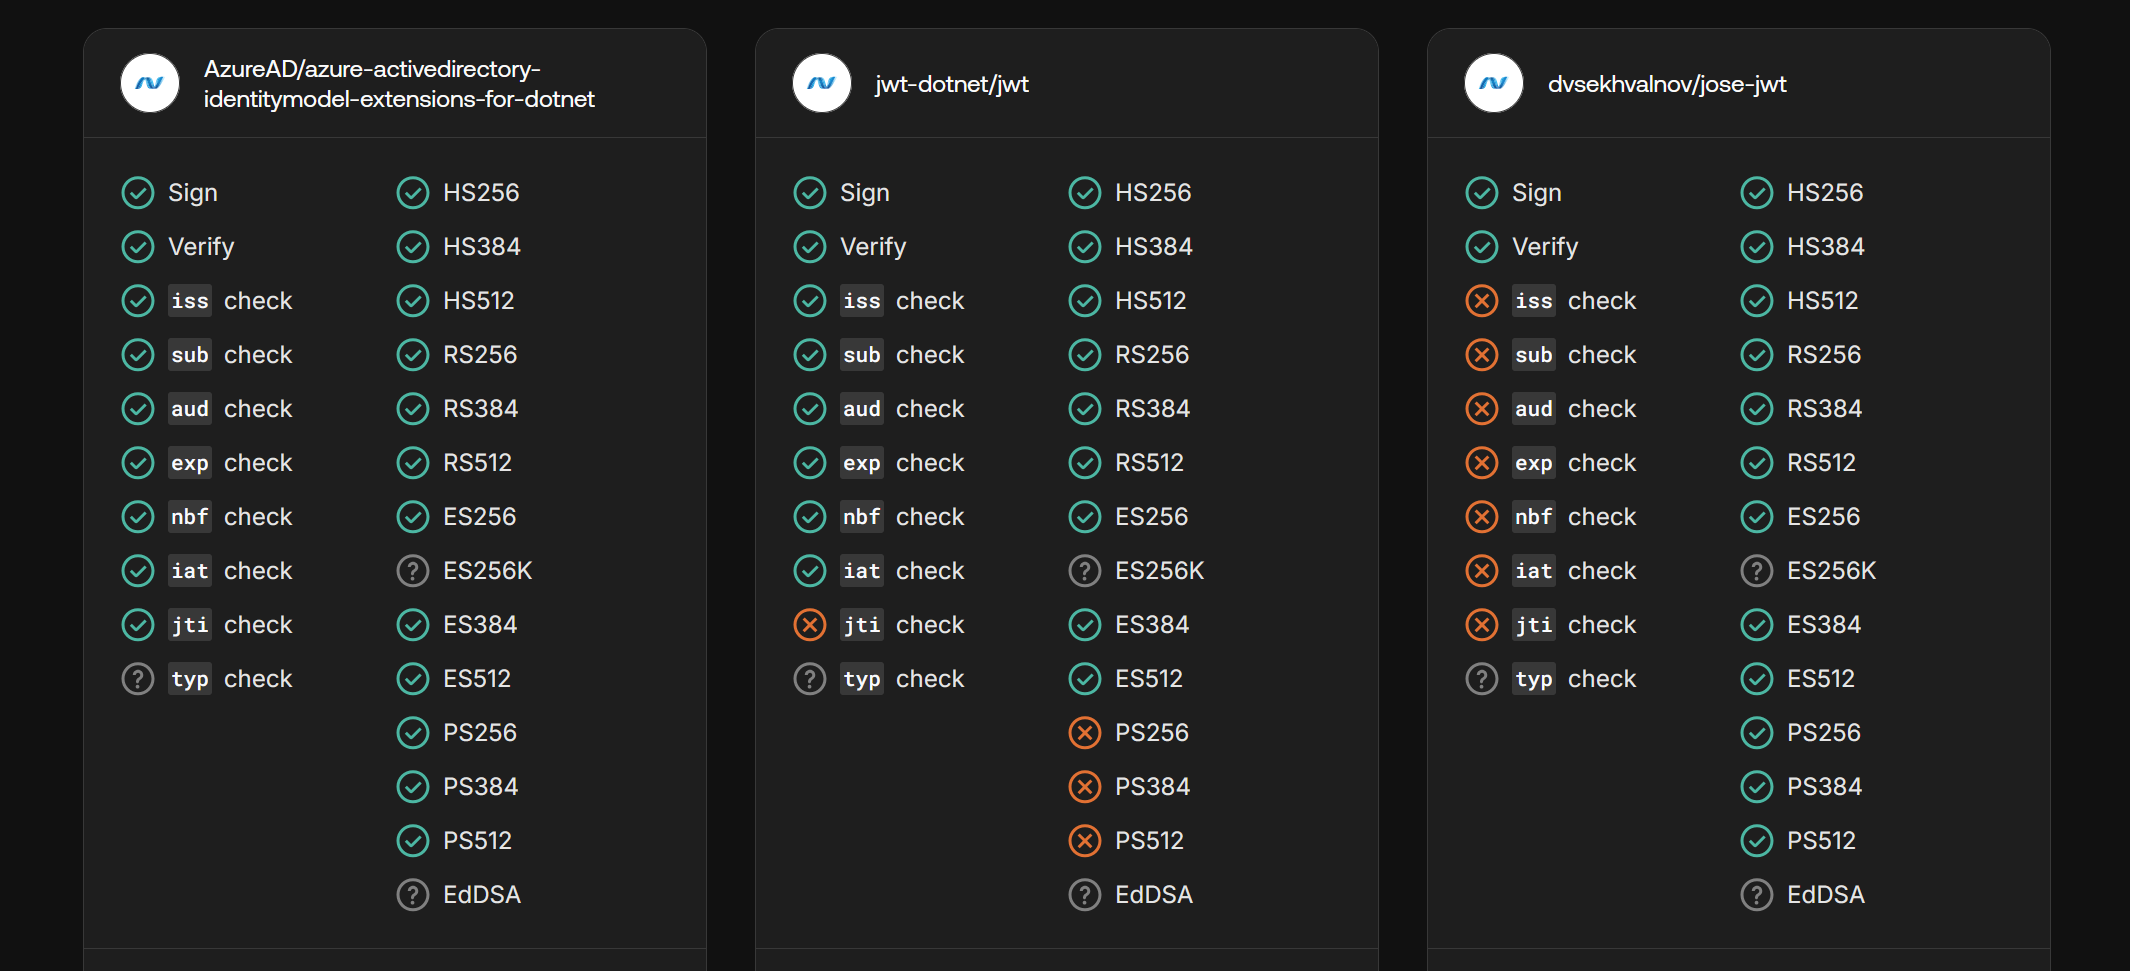 AzureAD/azure-activedirectory-
identitymodel-extensions-for-dotnet
Sign
Verify
iss check
sub check
aud check
exp check
nbf check
iat check
jti check
typ check
HS256
HS384
HS512
RS256
RS384
RS512
ES256
ES256K
ES384
ES512
PS256
PS384
PS512
EdDSA
jwt-dotnet/jwt
Sign
Verify
iss check
sub check
aud check
exp check
nbf check
iat check
jti check
typ check
HS256
HS384
HS512
RS256
RS384
RS512
ES256
ES256K
ES384
ES512
PS256
PS384
PS512
EdDSA
dvsekhvalnov/jose-jwt
Sign
Verify
iss check
sub check
aud check
exp check
nbf check
iat check
jti check
typ check
HS256
HS384
HS512
RS256
RS384
RS512
ES256
ES256K
ES384
ES512
PS256
PS384
PS512
EdDSA